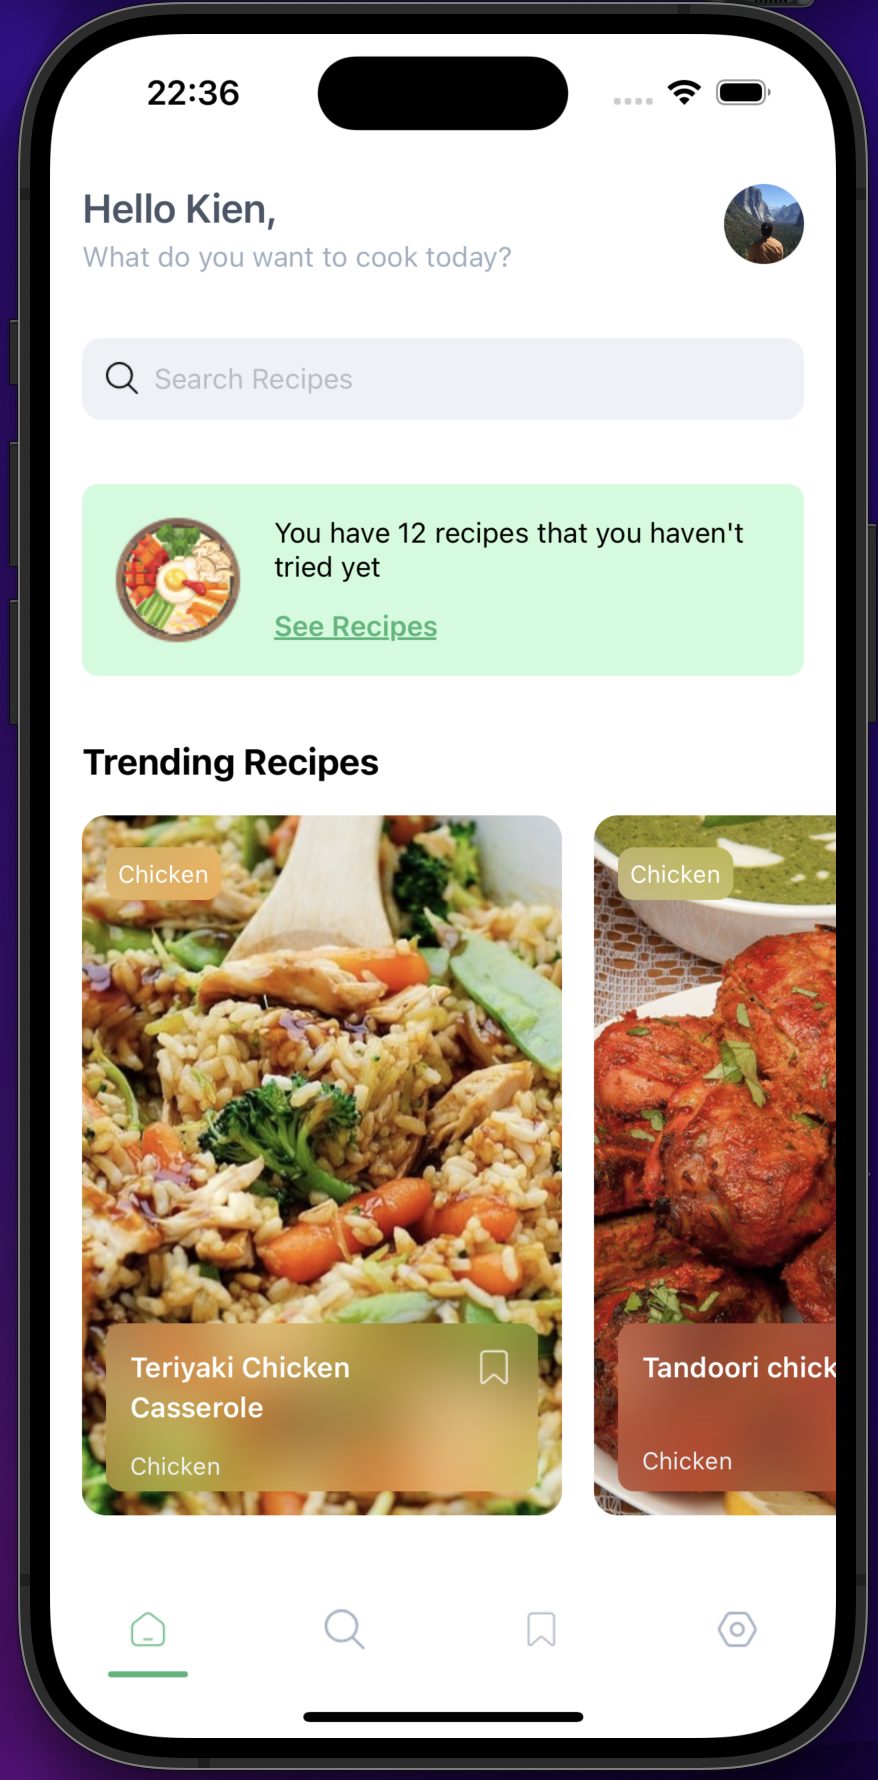 22:36
Hello Kien,
What do you want to cook today?
Search Recipes
You have 12 recipes that you haven't
tried yet
See Recipes
Trending Recipes
Chicken
Teriyaki Chicken
Casserole
Chicken
Chicken
Tandoori chick
Chicken